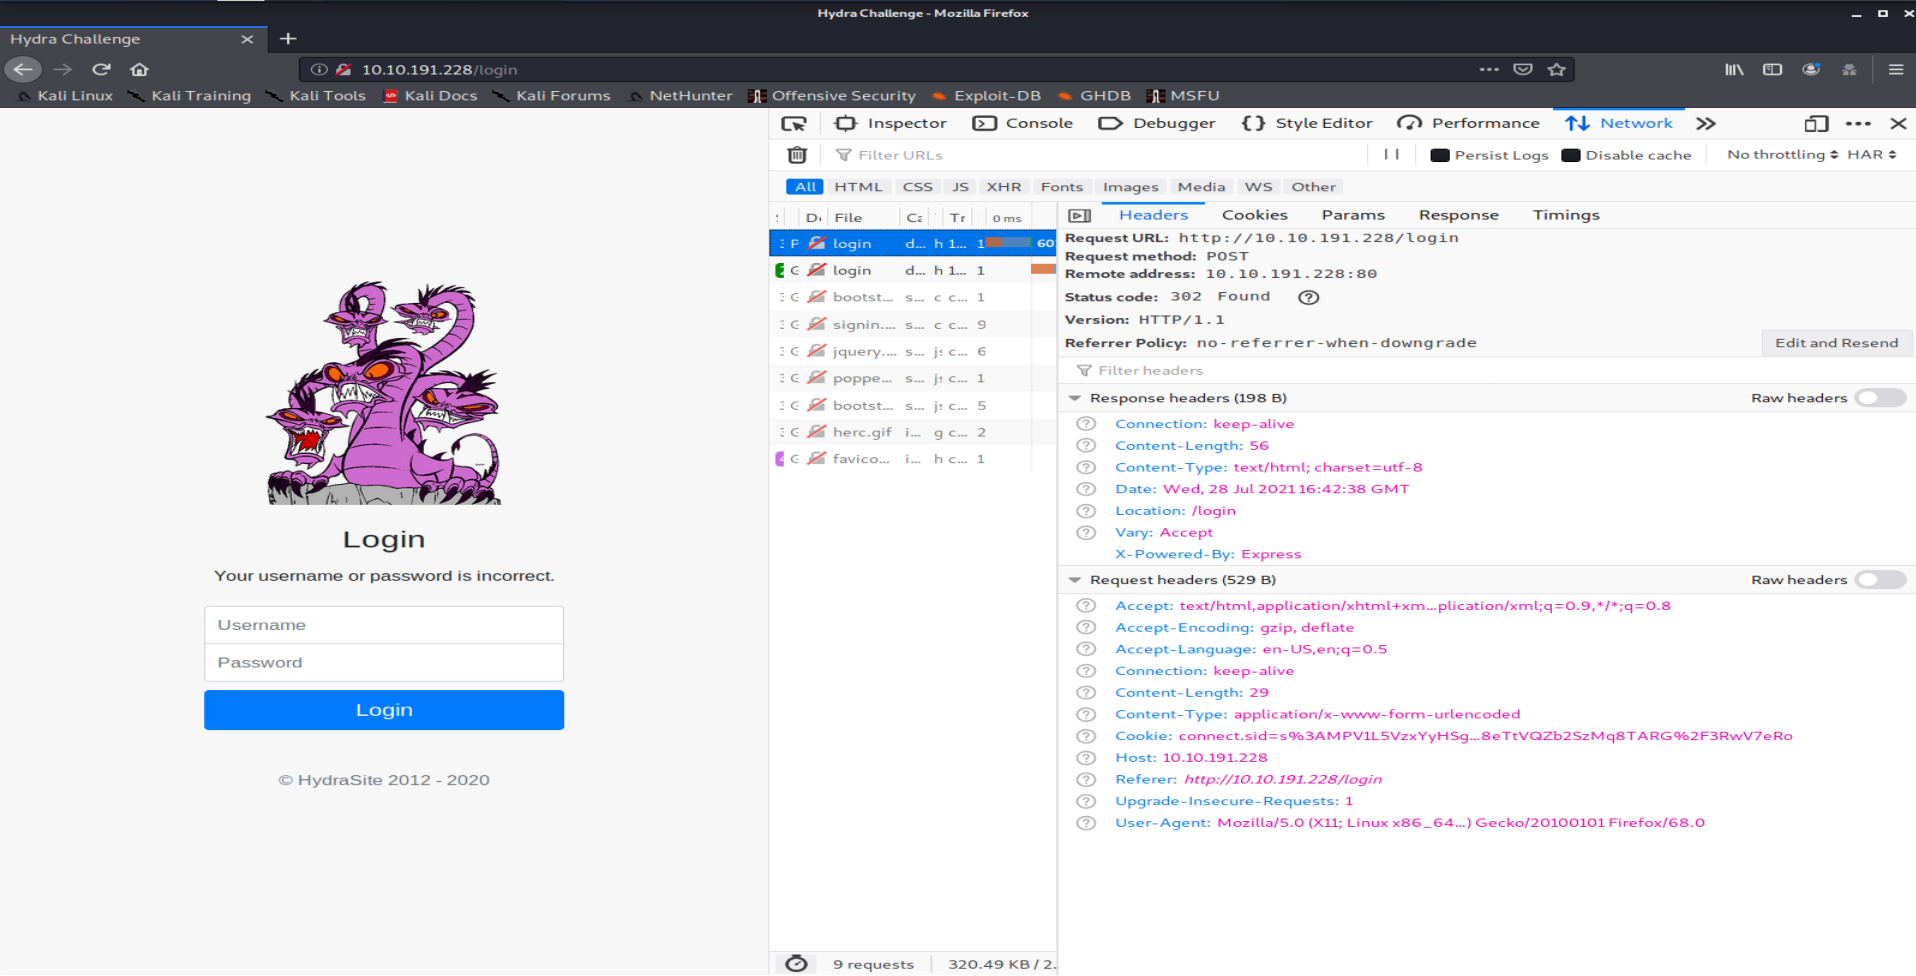 Hydra Challenge - Mozilla Firefox
Hydra Challenge
10.10.191.228/login
Kali Linux Kali Training Kali Tools Kali Docs Kali Forums NetHunter Offensive Security Exploit-DB GHDB MSFU
Inspector Console Debugger Style Editor Performance Network
Filter URLs Persist Logs Disable cache No throttling HAR
All HTML CSS JS XHR Fonts Images Media WS Other
File Tr 0 ms
Headers Cookies Params Response Timings
login d... h 1... 1 60
login d... h 1... 1
bootst... s... c c... 1
signin.... s... c c... 9
jquery.... s... js c... 6
poppe... s... js c... 1
bootst... s... js c... 5
herc.gif i... g c... 2
favico... i... h c... 1
Request URL: http://10.10.191.228/login
Request method: POST
Remote address: 10.10.191.228:80
Status code: 302 Found
Version: HTTP/1.1
Referrer Policy: no-referrer-when-downgrade Edit and Resend
Filter headers
Response headers (198 B) Raw headers
Connection: keep-alive
Content-Length: 56
Content-Type: text/html; charset=utf-8
Date: Wed, 28 Jul 2021 16:42:38 GMT
Location: /login
Vary: Accept
X-Powered-By: Express
Request headers (529 B) Raw headers
Accept: text/html,application/xhtml+xm...plication/xml;q=0.9,*/*;q=0.8
Accept-Encoding: gzip, deflate
Accept-Language: en-US,en;q=0.5
Connection: keep-alive
Content-Length: 29
Content-Type: application/x-www-form-urlencoded
Cookie: connect.sid=s%3AMPV1L5VzxYyHSg...8eTtVQZb2SzMq8TARG%2F3RwV7eRo
Host: 10.10.191.228
Referer: http://10.10.191.228/login
Upgrade-Insecure-Requests: 1
User-Agent: Mozilla/5.0 (X11; Linux x86_64...) Gecko/20100101 Firefox/68.0
Login
Your username or password is incorrect.
Username
Password
Login
© HydraSite 2012 - 2020
9 requests 320.49 KB / 2.